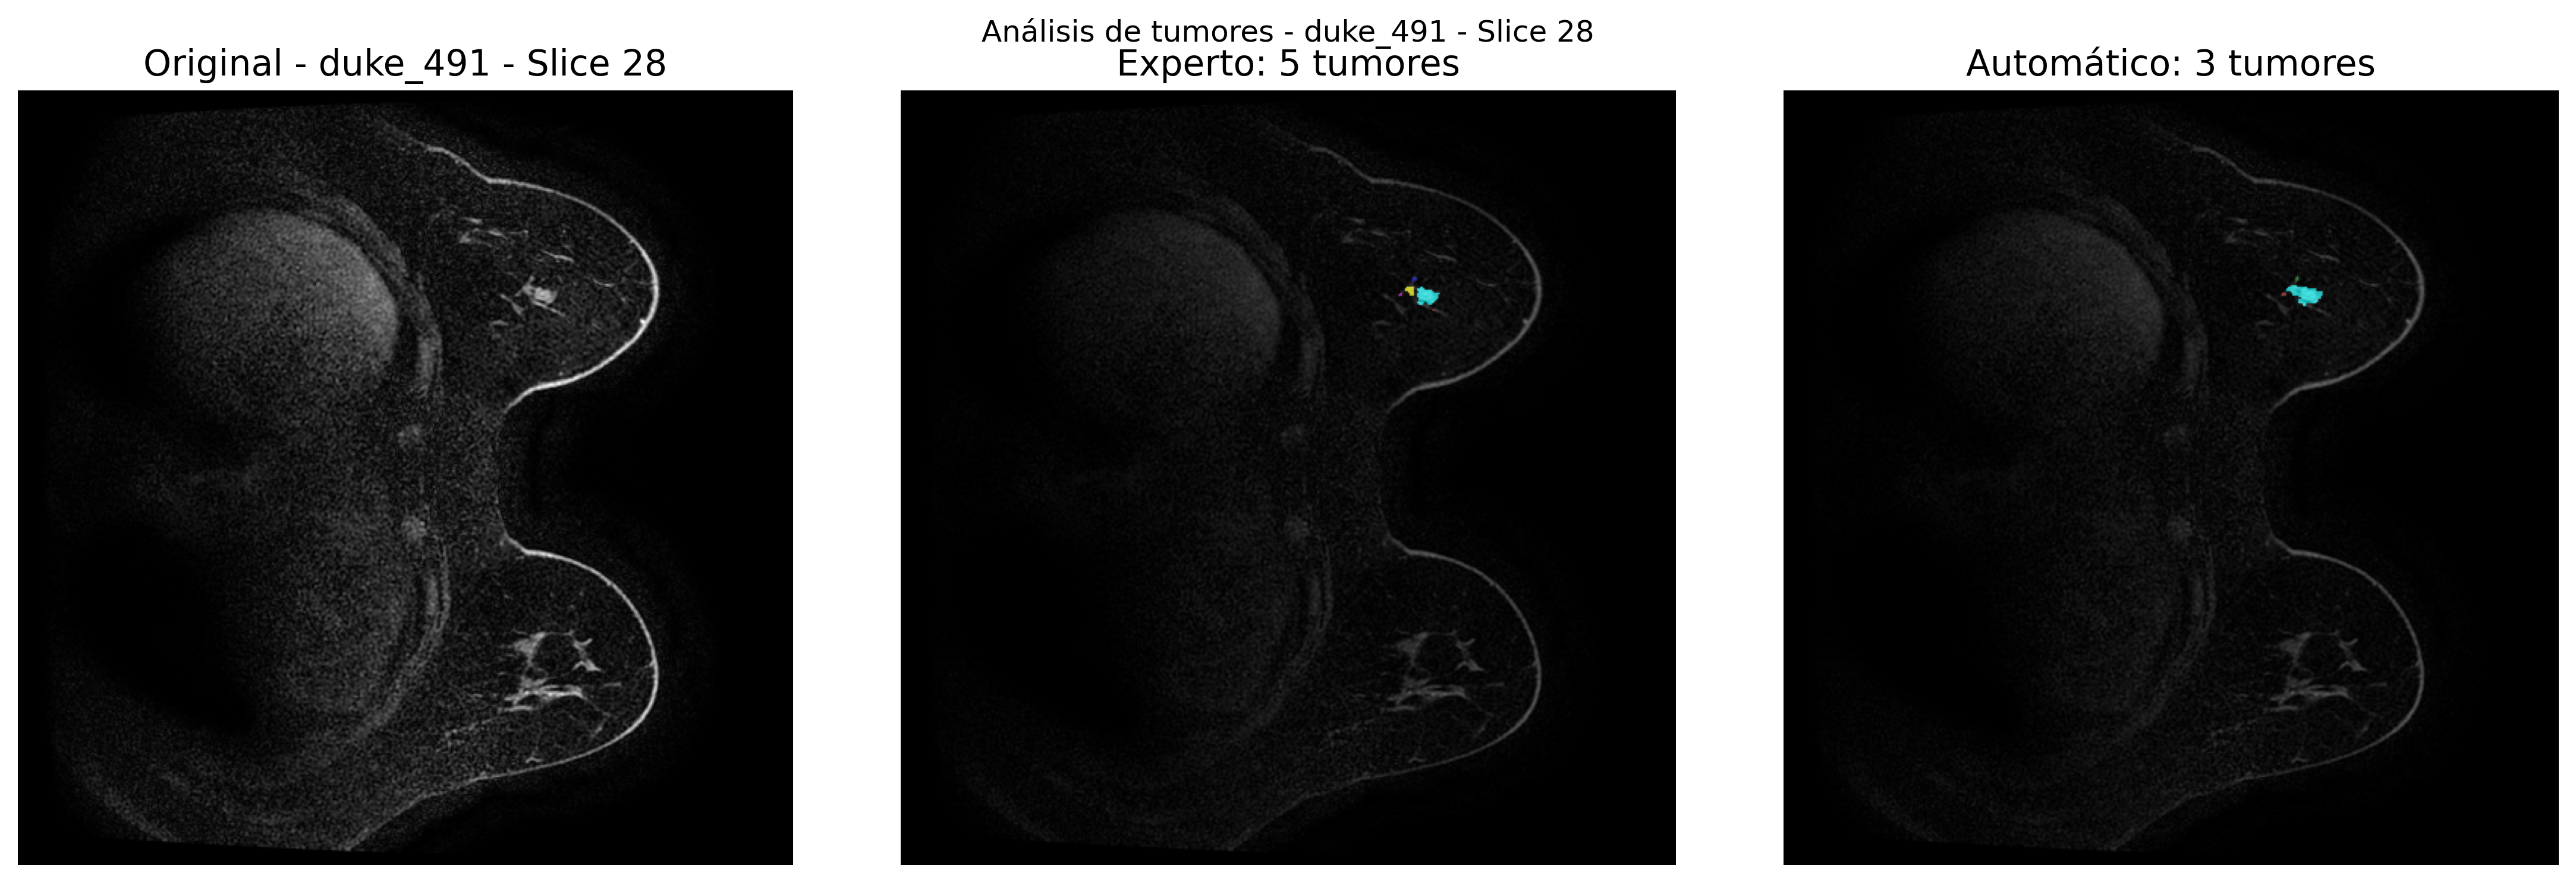 Análisis de tumores - duke_491 - Slice 28
Original - duke_491 - Slice 28
Experto: 5 tumores
Automático: 3 tumores